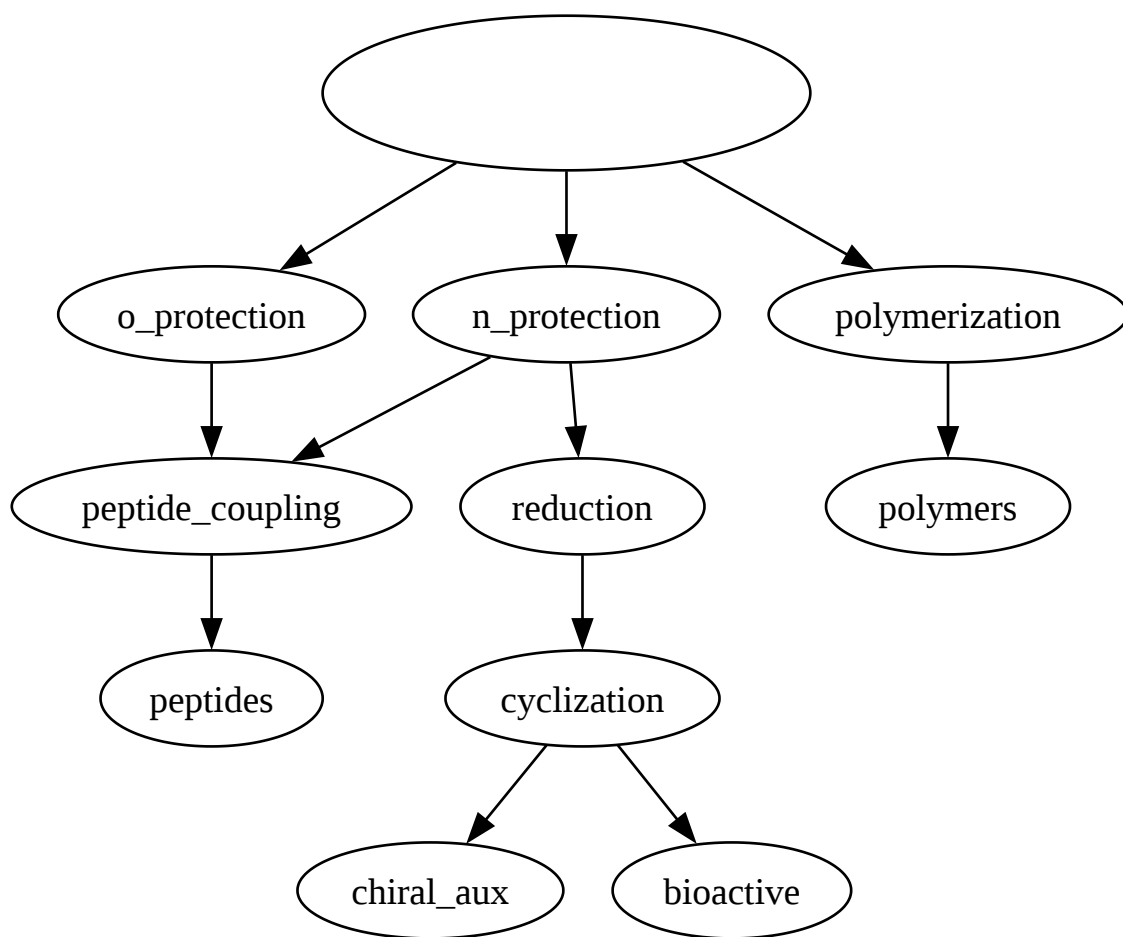 o_protection
n_protection
polymerization
peptide_coupling
reduction
polymers
peptides
cyclization
chiral_aux
bioactive